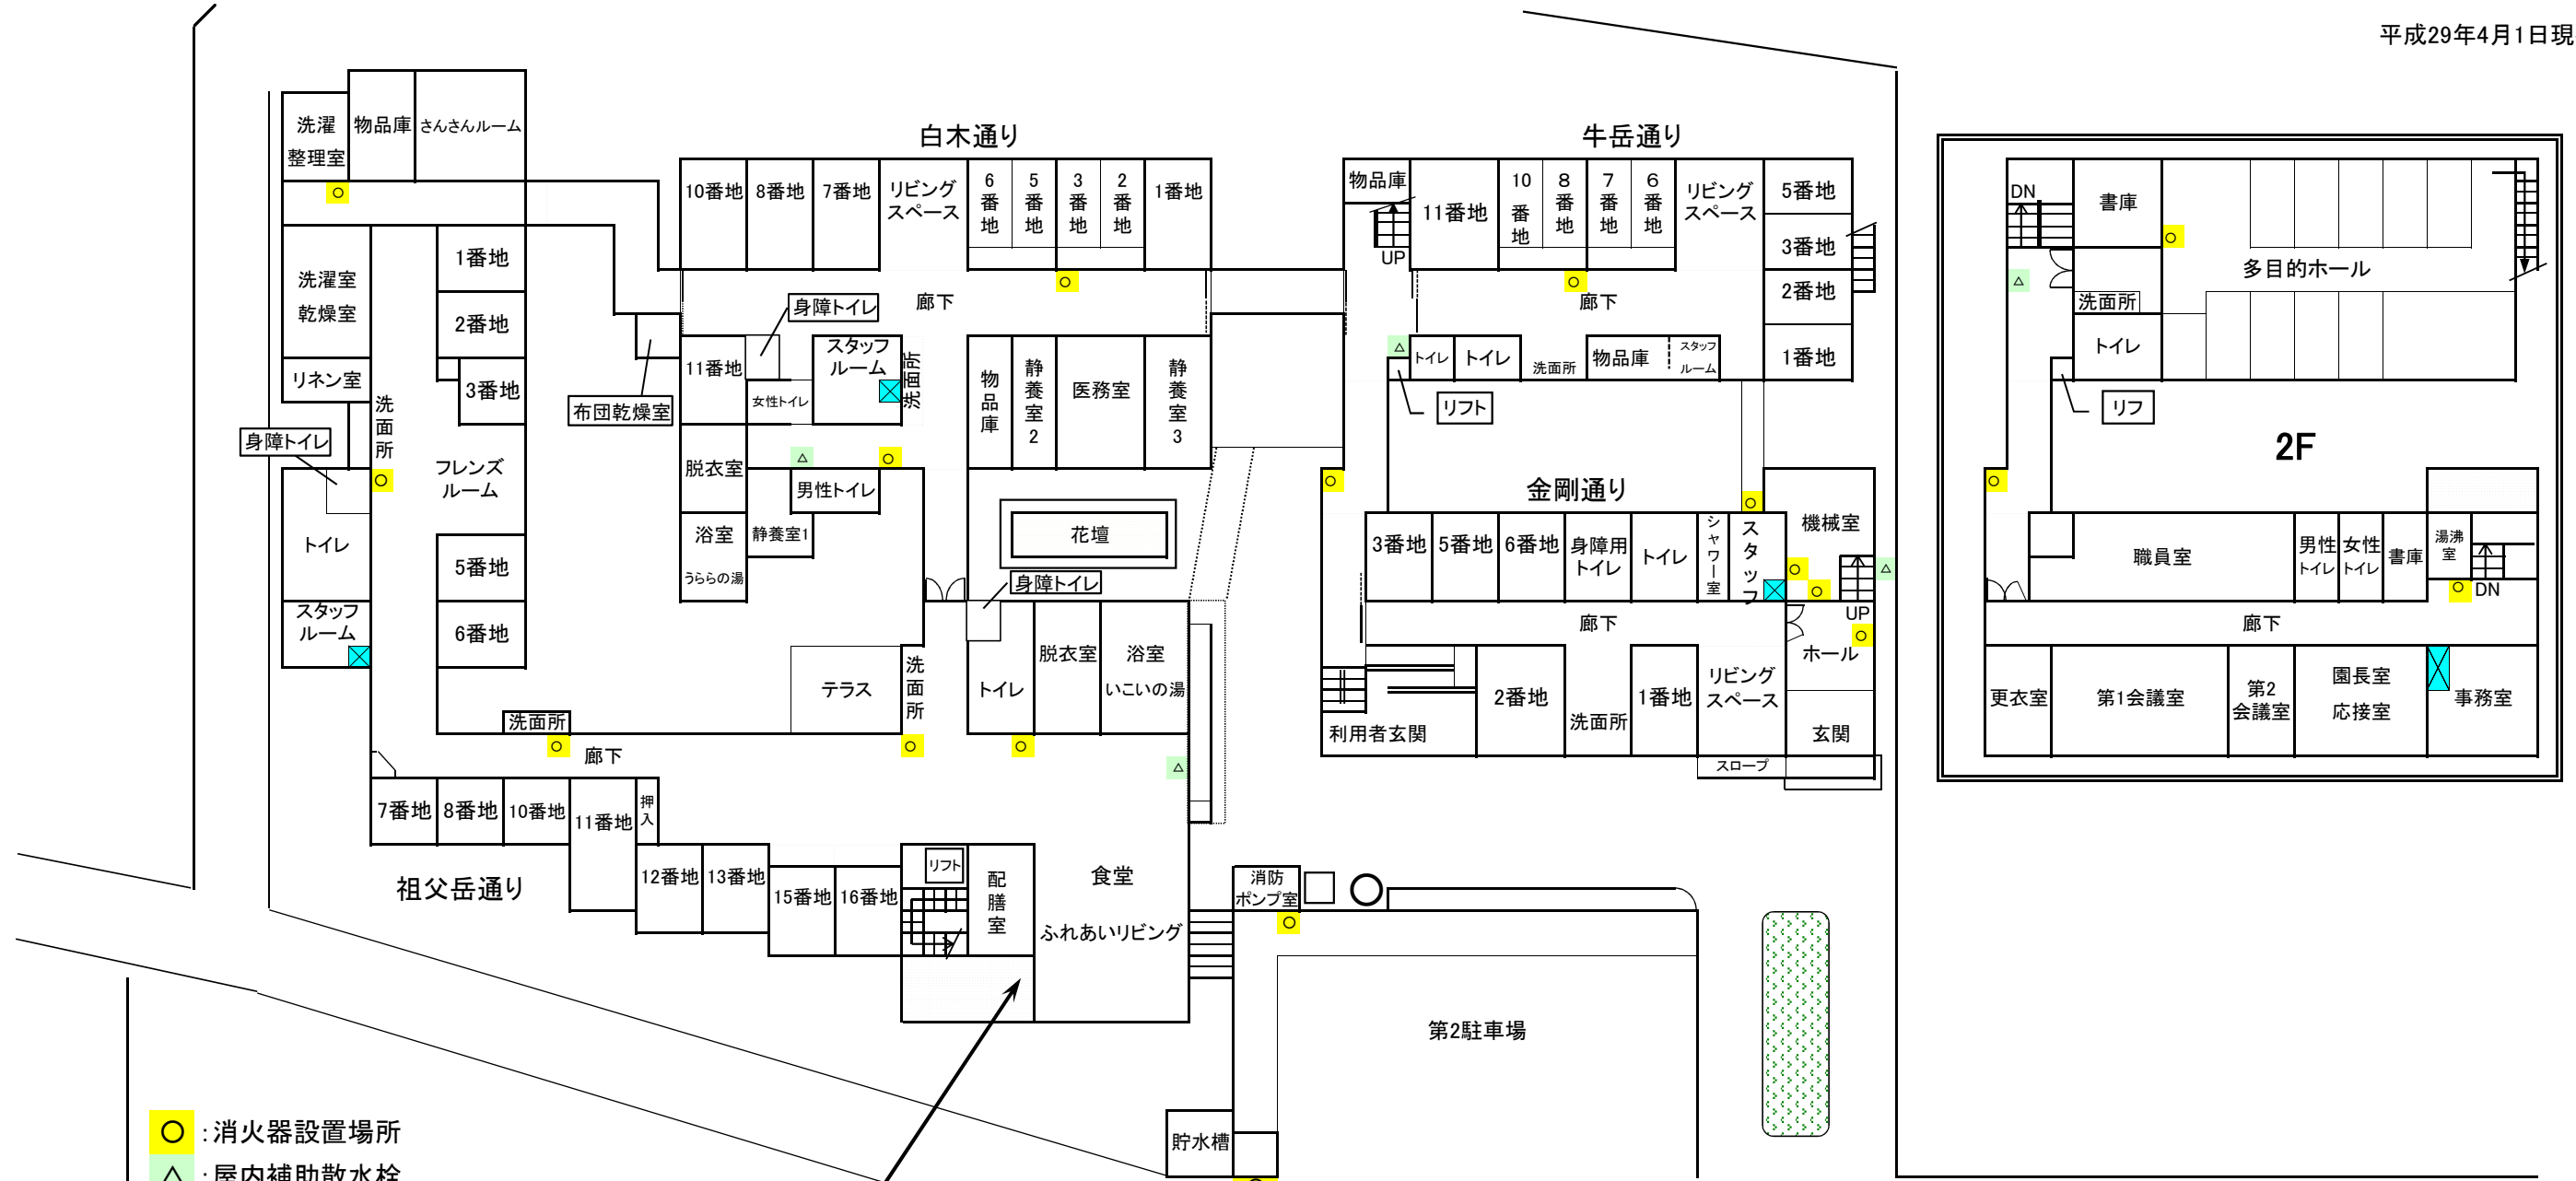 平成29年4月1日現
白木通り
牛岳通り
洗濯
整理室
物品庫
さんさんルーム
10番地
8番地
7番地
リビング
スペース
6番地
5番地
3番地
2番地
1番地
物品庫
UP
11番地
10番地
8番地
7番地
6番地
リビング
スペース
5番地
3番地
2番地
1番地
DN
書庫
多目的ホール
洗面所
トイレ
リフ
2F
洗濯室
乾燥室
リネン室
身障トイレ
洗面所
1番地
2番地
3番地
フレンズ
ルーム
トイレ
スタッフ
ルーム
5番地
6番地
布団乾燥室
身障トイレ
廊下
11番地
女性トイレ
スタッフ
ルーム
洗面所
脱衣室
男性トイレ
浴室
うららの湯
静養室1
物品庫
静養室2
医務室
静養室3
花壇
身障トイレ
トイレ
脱衣室
浴室
いこいの湯
テラス
洗面所
洗面所
廊下
廊下
トイレ
トイレ
洗面所
物品庫
スタッフ
ルーム
リフト
金剛通り
3番地
5番地
6番地
身障用
トイレ
トイレ
シャワー室
スタッフ
機械室
UP
廊下
ホール
利用者玄関
2番地
洗面所
1番地
リビング
スペース
玄関
スロープ
職員室
男性
トイレ
女性
トイレ
書庫
湯沸
室
DN
廊下
更衣室
第1会議室
第2
会議室
園長室
応接室
事務室
7番地
8番地
10番地
11番地
押入
12番地
13番地
15番地
16番地
祖父岳通り
リフト
配膳室
食堂
ふれあいリビング
消防
ポンプ室
第2駐車場
貯水槽
○:消火器設置場所
△:屋内補助散水栓